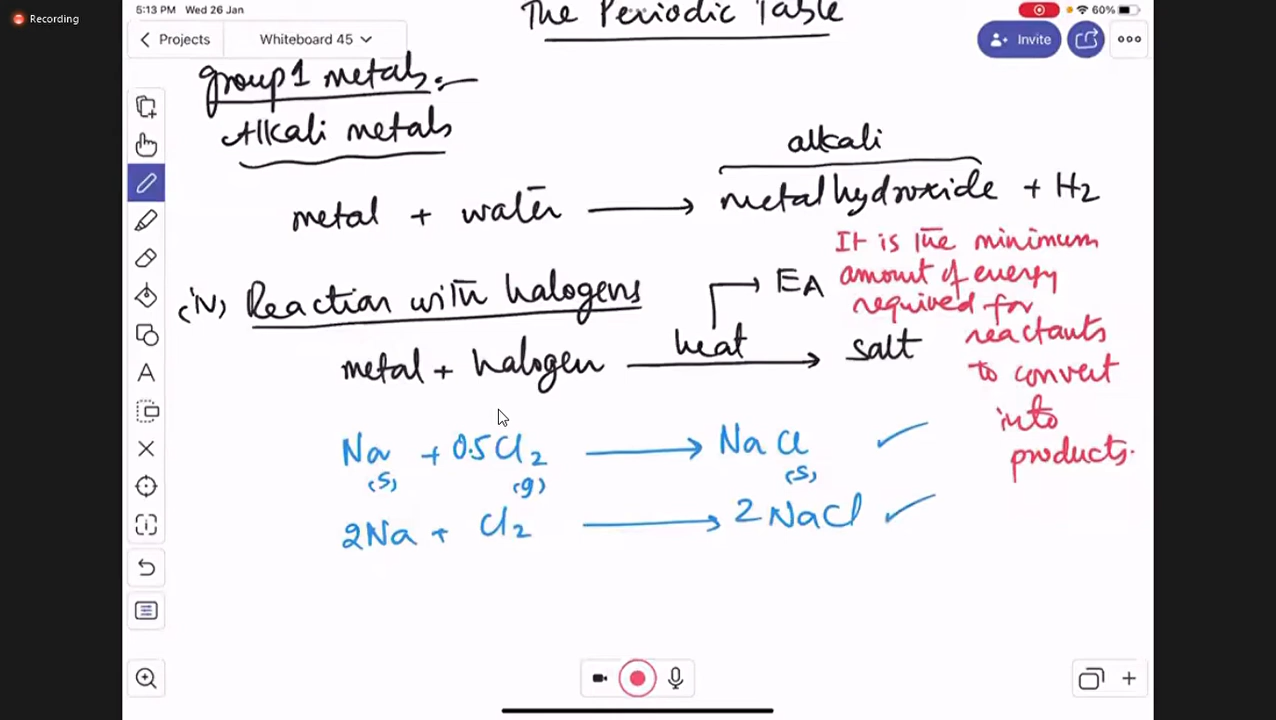 Recording
5:13 PM Wed 26 Jan
60%
The Periodic Table
Projects
Whiteboard 45
Invite
group 1 metals:-
Alkali metals
alkali
metal + water → metalhydroxide + H2
It is the minimum
amount of energy
required for
reactants
to convert
into
products.
(iv) Reaction with halogens
EA
heat
metal + halogen → salt
Na(s) + 0.5Cl2(g) → NaCl(s) ✓
2Na + Cl2 → 2NaCl ✓